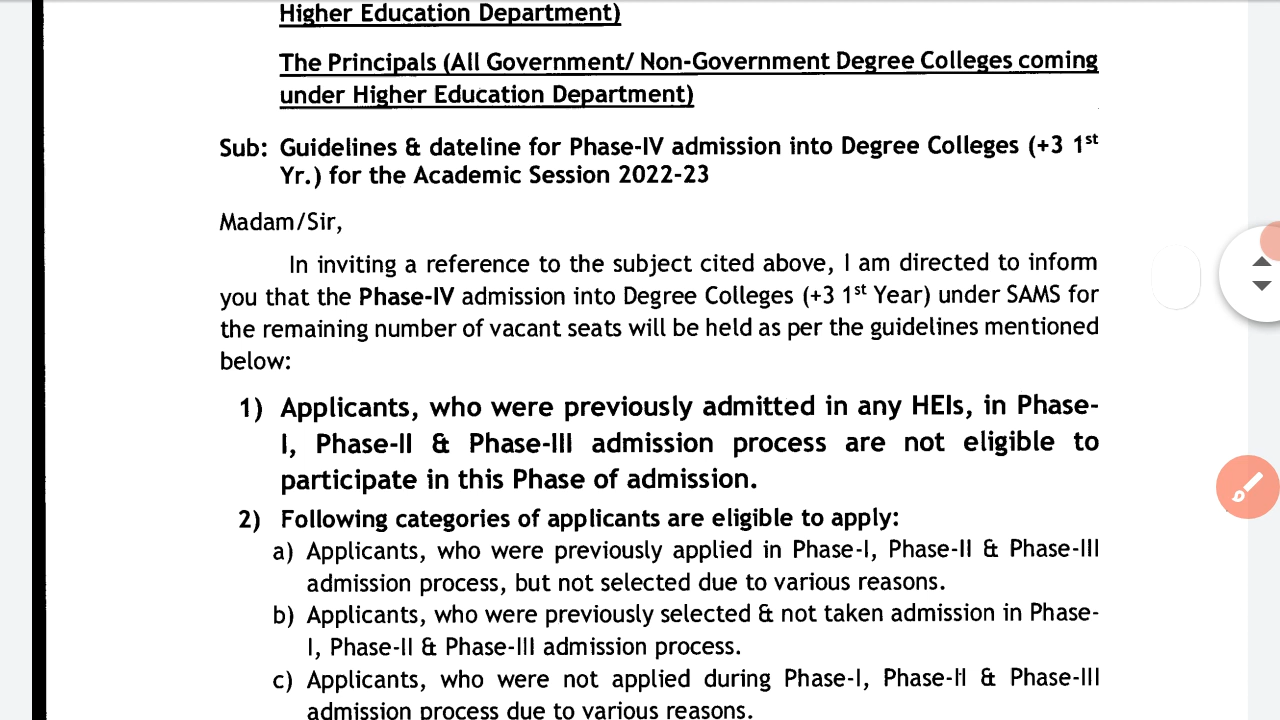 Higher Education Department)
The Principals (All Government/ Non-Government Degree Colleges coming
under Higher Education Department)
Sub: Guidelines & dateline for Phase-IV admission into Degree Colleges (+3 1st
Yr.) for the Academic Session 2022-23
Madam/Sir,
In inviting a reference to the subject cited above, I am directed to inform
you that the Phase-IV admission into Degree Colleges (+3 1st Year) under SAMS for
the remaining number of vacant seats will be held as per the guidelines mentioned
below:
1) Applicants, who were previously admitted in any HEIs, in Phase-
I, Phase-II & Phase-III admission process are not eligible to
participate in this Phase of admission.
2) Following categories of applicants are eligible to apply:
a) Applicants, who were previously applied in Phase-I, Phase-II & Phase-III
admission process, but not selected due to various reasons.
b) Applicants, who were previously selected & not taken admission in Phase-
I, Phase-II & Phase-III admission process.
c) Applicants, who were not applied during Phase-I, Phase-II & Phase-III
admission process due to various reasons.